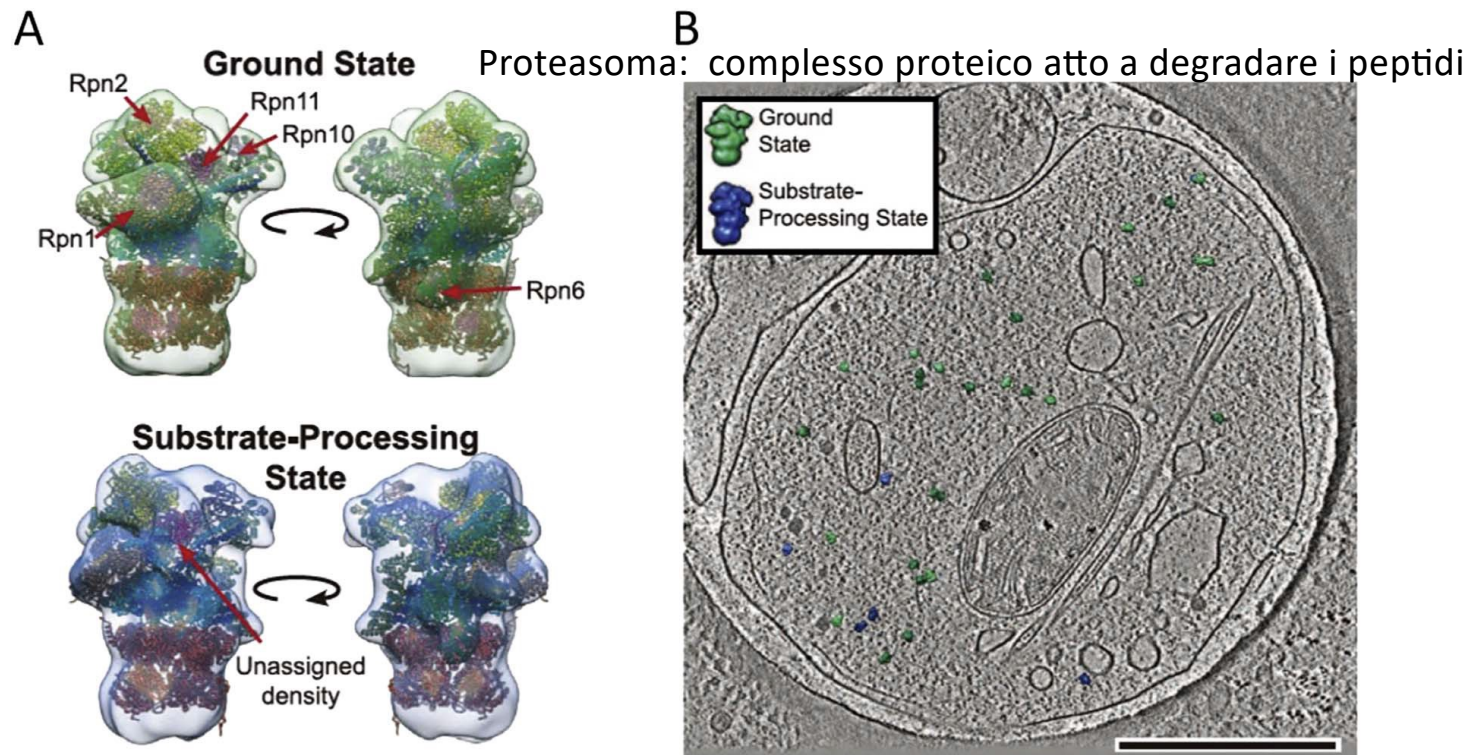 A
Ground State
Rpn2
Rpn11
Rpn10
Rpn1
Rpn6
Substrate-Processing
State
Unassigned
density
B
Proteasoma: complesso proteico atto a degradare i peptidi
Ground
State
Substrate-
Processing State